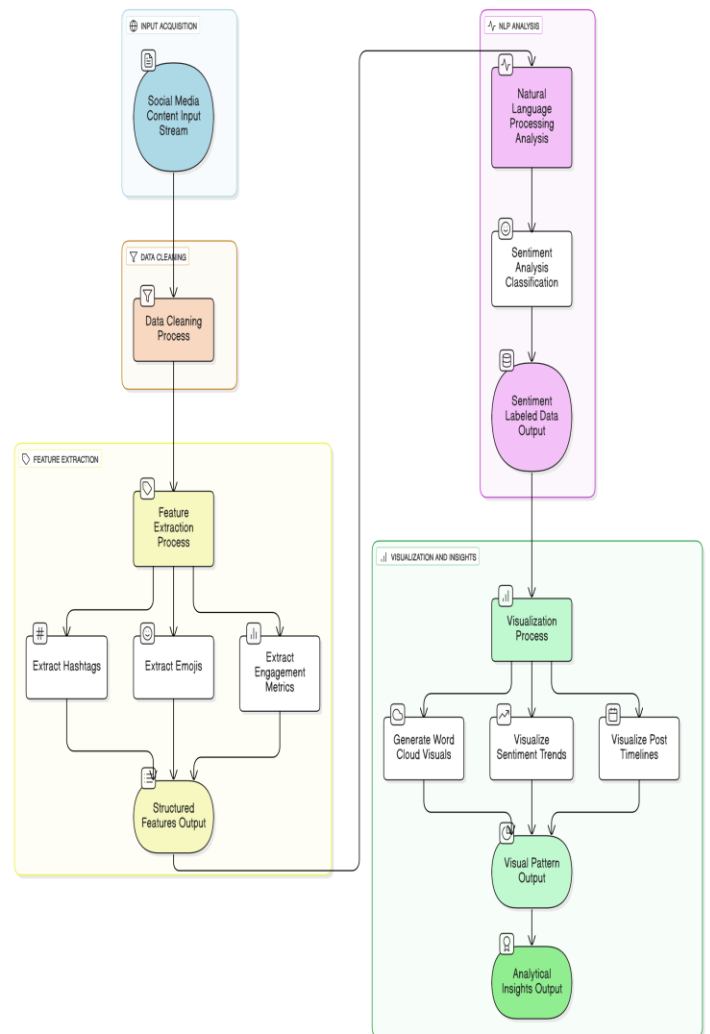 INPUT ACQUISITION
Social Media
Content Input
Stream
DATA CLEANING
Data Cleaning
Process
FEATURE EXTRACTION
Feature
Extraction
Process
Extract Hashtags
Extract Emojis
Extract
Engagement
Metrics
Structured
Features Output
NLP ANALYSIS
Natural
Language
Processing
Analysis
Sentiment
Analysis
Classification
Sentiment
Labeled Data
Output
VISUALIZATION AND INSIGHTS
Visualization
Process
Generate Word
Cloud Visuals
Visualize
Sentiment Trends
Visualize Post
Timelines
Visual Pattern
Output
Analytical
Insights Output